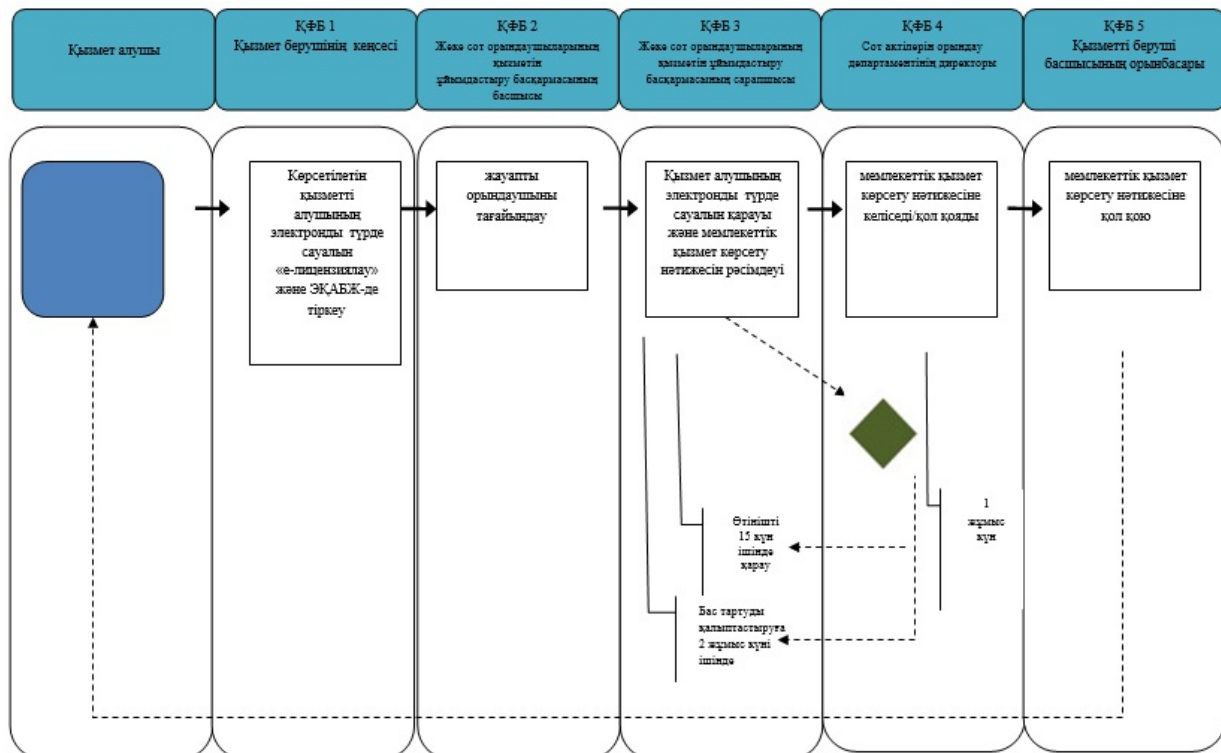 Қызмет алушы
ҚФБ 1
Қызмет берушінің кеңсесі
ҚФБ 2
Жеке сот орындаушыларының
қызметін
ұйымдастыру басқармасының
басшысы
ҚФБ 3
Жеке сот орындаушыларының
қызметін ұйымдастыру
басқармасының сарапшысы
ҚФБ 4
Сот актілерін орындау
департаментінің директоры
ҚФБ 5
Қызметті беруші
басшысының орынбасары
Көрсетілетін
қызметті
алушының
электронды түрде
сауалын
«е-лицензиялау»
және ЭҚАБЖ-де
тіркеу
жауапты
орындаушыны
тағайындау
Қызмет алушының
электронды түрде
сауалын қарауы
және мемлекеттік
қызмет көрсету
нәтижесін рәсімдеуі
мемлекеттік қызмет
көрсету нәтижесіне
келіседі/қол қояды
мемлекеттік қызмет
көрсету нәтижесіне
қол қою
Өтінішті
15 күн
ішінде
қарау
1
жұмыс
күн
Бас тартуды
қалыптастыруға
2 жұмыс күні
ішінде